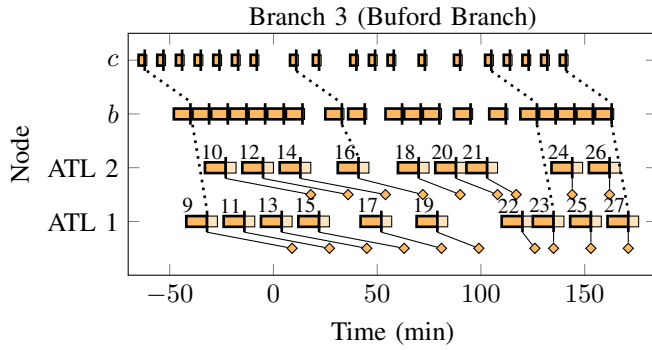 Branch 3 (Buford Branch)
Node
c
b
ATL 2
10 12 14 16 18 20 21 24 26
ATL 1
9 11 13 15 17 19 22 23 25 27
−50 0 50 100 150
Time (min)